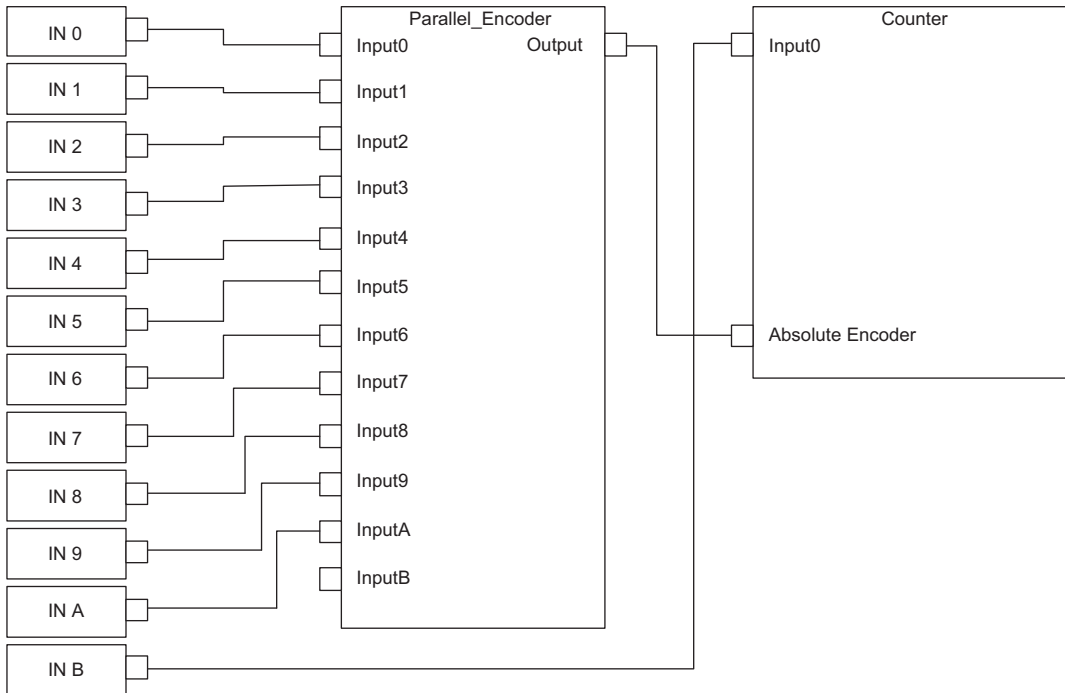 IN 0
IN 1
IN 2
IN 3
IN 4
IN 5
IN 6
IN 7
IN 8
IN 9
IN A
IN B
Parallel_Encoder
Input0
Output
Input1
Input2
Input3
Input4
Input5
Input6
Input7
Input8
Input9
InputA
InputB
Counter
Input0
Absolute Encoder